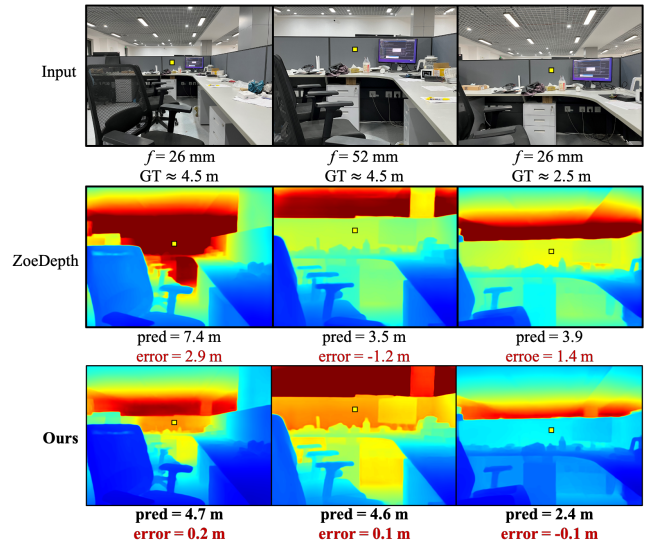 Input
f = 26 mm f = 52 mm f = 26 mm
GT ≈ 4.5 m GT ≈ 4.5 m GT ≈ 2.5 m
ZoeDepth
pred = 7.4 m pred = 3.5 m pred = 3.9
error = 2.9 m error = -1.2 m erroe = 1.4 m
Ours
pred = 4.7 m pred = 4.6 m pred = 2.4 m
error = 0.2 m error = 0.1 m error = -0.1 m